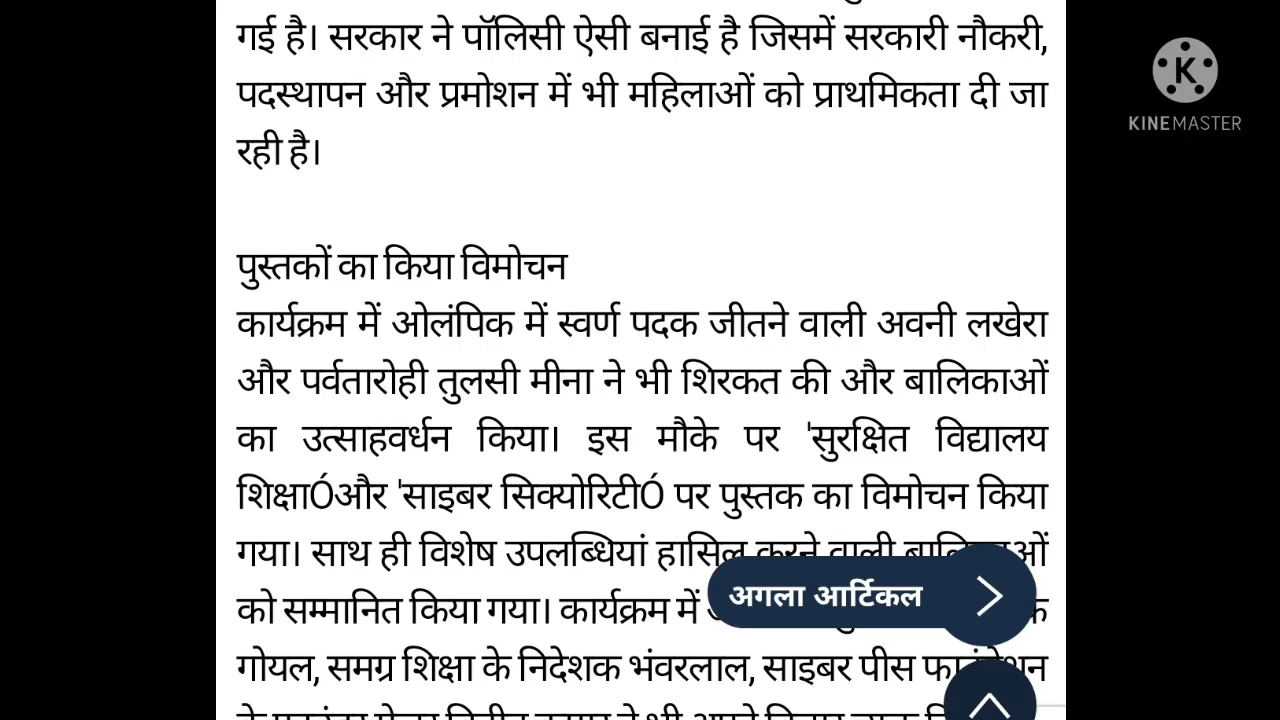 गई है। सरकार ने पॉलिसी ऐसी बनाई है जिसमें सरकारी नौकरी,
पदस्थापन और प्रमोशन में भी महिलाओं को प्राथमिकता दी जा
रही है।
पुस्तकों का किया विमोचन
कार्यक्रम में ओलंपिक में स्वर्ण पदक जीतने वाली अवनी लखेरा
और पर्वतारोही तुलसी मीना ने भी शिरकत की और बालिकाओं
का उत्साहवर्धन किया। इस मौके पर 'सुरक्षित विद्यालय
शिक्षाÓऔर 'साइबर सिक्योरिटीÓ पर पुस्तक का विमोचन किया
गया। साथ ही विशेष उपलब्धियां हासिल करने वाली
को सम्मानित किया गया। कार्यक्रम में
अगला आर्टिकल
गोयल, समग्र शिक्षा के निदेशक भंवरलाल, साइबर पीस
KINEMASTER